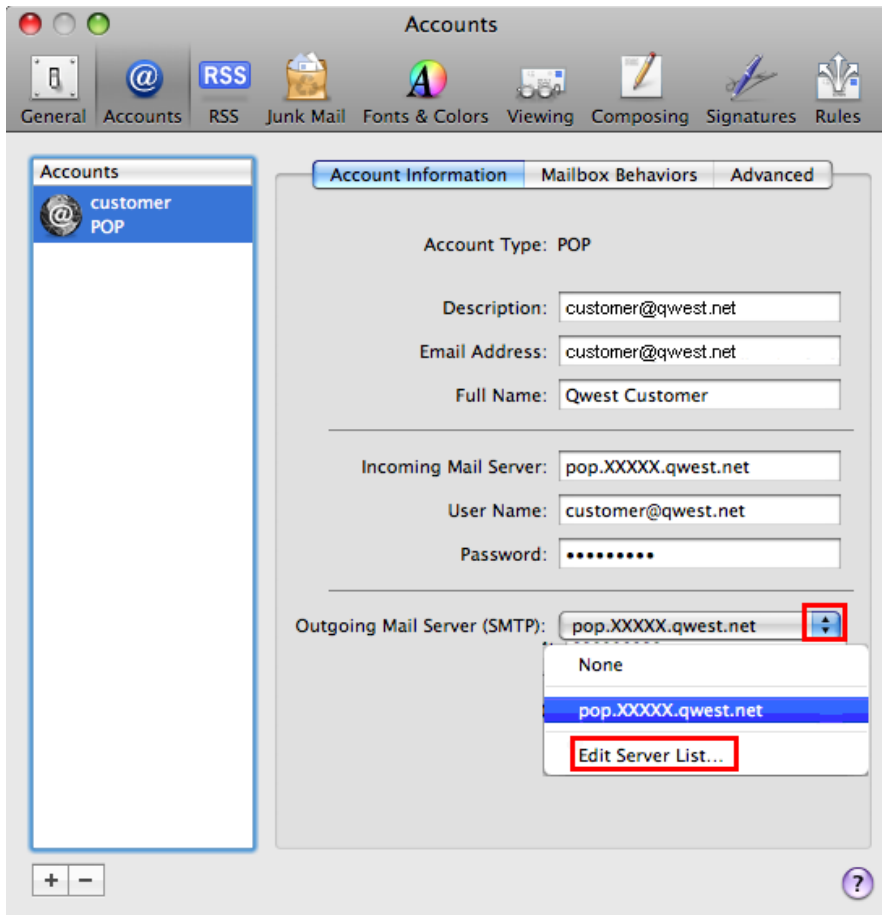 Accounts
@ RSS A
General Accounts RSS Junk Mail Fonts & Colors Viewing Composing Signatures Rules
Accounts
@ customer
POP
Account Information Mailbox Behaviors Advanced
Account Type: POP
Description: customer@qwest.net
Email Address: customer@qwest.net
Full Name: Qwest Customer
Incoming Mail Server: pop.XXXXX.qwest.net
User Name: customer@qwest.net
Password: •••••••••
Outgoing Mail Server (SMTP): pop.XXXXX.qwest.net
None
pop.XXXXX.qwest.net
Edit Server List...
+ − ?